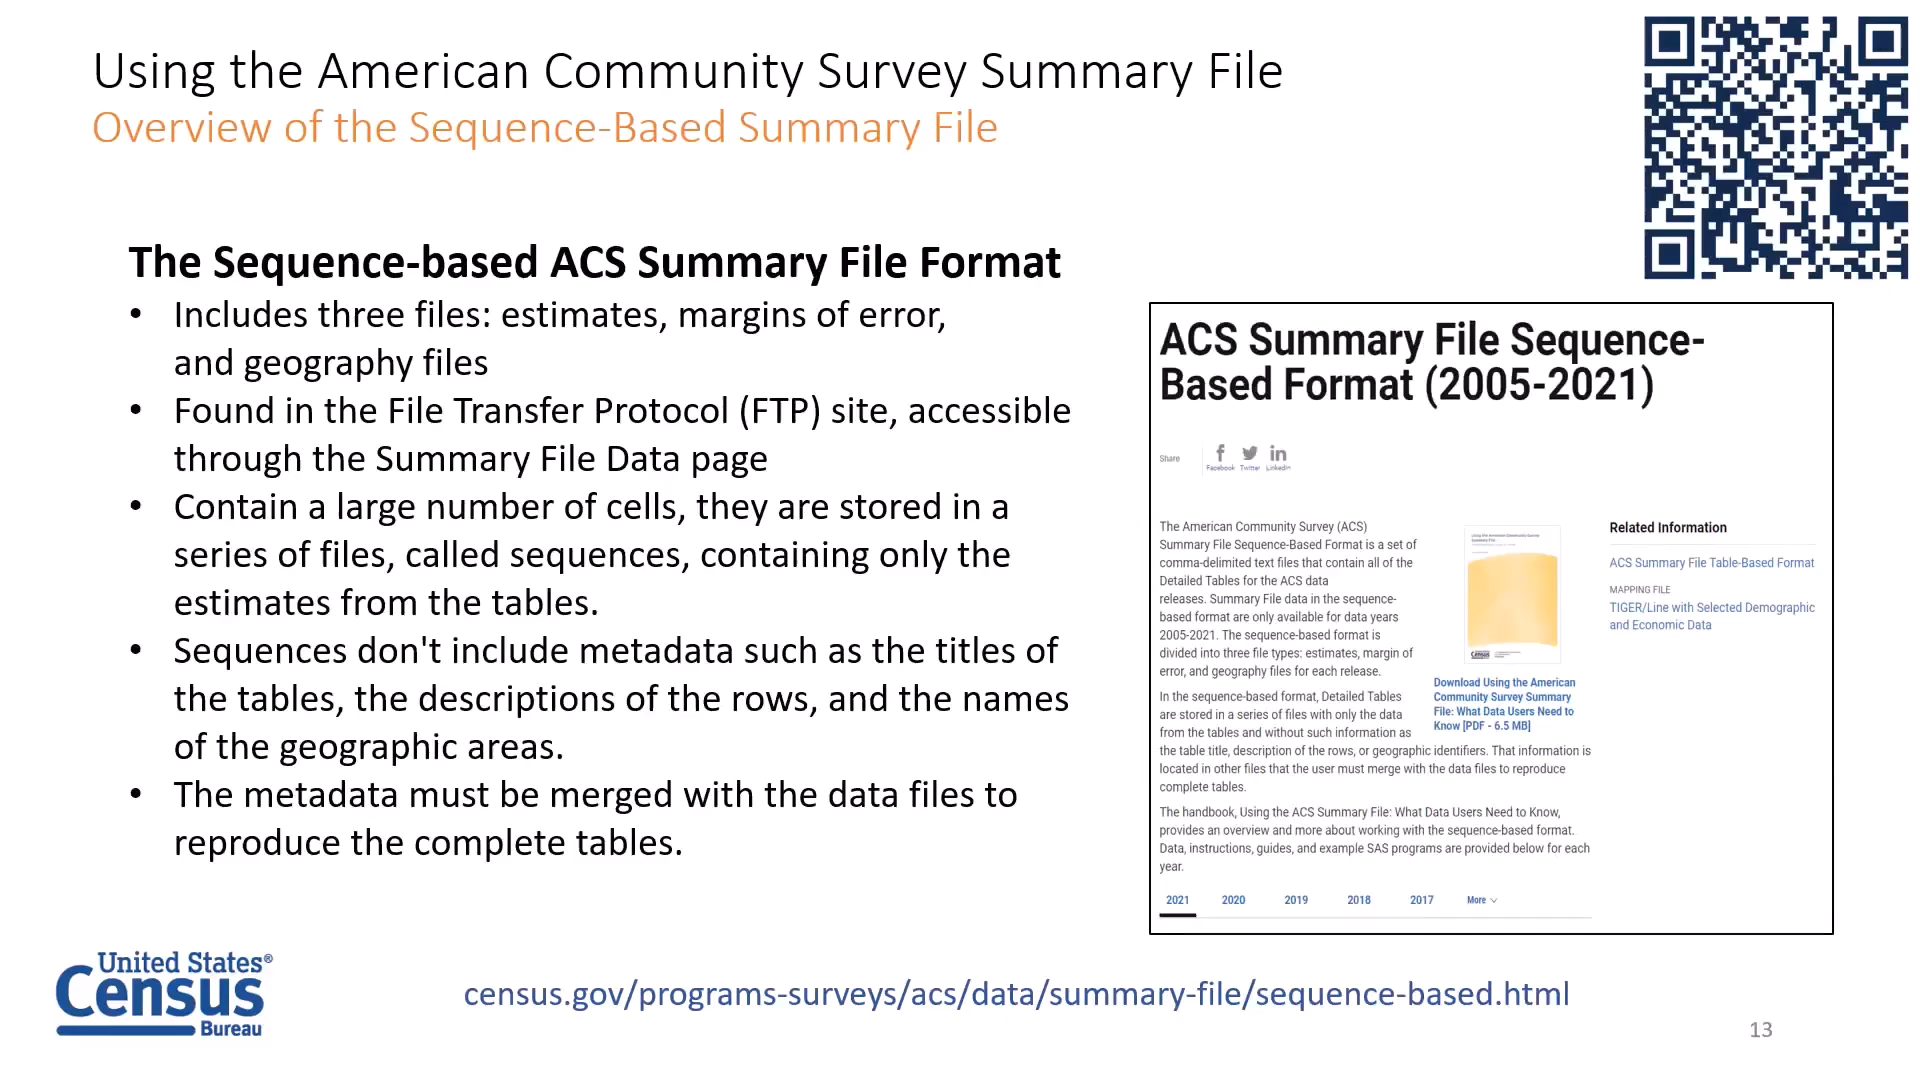 Using the American Community Survey Summary File
Overview of the Sequence-Based Summary File
The Sequence-based ACS Summary File Format
• Includes three files: estimates, margins of error,
and geography files
• Found in the File Transfer Protocol (FTP) site, accessible
through the Summary File Data page
• Contain a large number of cells, they are stored in a
series of files, called sequences, containing only the
estimates from the tables.
• Sequences don't include metadata such as the titles of
the tables, the descriptions of the rows, and the names
of the geographic areas.
• The metadata must be merged with the data files to
reproduce the complete tables.
ACS Summary File Sequence-
Based Format (2005-2021)
Share
Facebook Twitter LinkedIn
The American Community Survey (ACS)
Summary File Sequence-Based Format is a set of
comma-delimited text files that contain all of the
Detailed Tables for the ACS data
releases. Summary File data in the sequence-
based format are only available for data years
2005-2021. The sequence-based format is
divided into three file types: estimates, margin of
error, and geography files for each release.
In the sequence-based format, Detailed Tables
are stored in a series of files with only the data
from the tables and without such information as
the table title, description of the rows, or geographic identifiers. That information is
located in other files that the user must merge with the data files to reproduce
complete tables.
The handbook, Using the ACS Summary File: What Data Users Need to Know,
provides an overview and more about working with the sequence-based format.
Data, instructions, guides, and example SAS programs are provided below for each
year.
Using the American Community Survey
Summary File
Census
Download Using the American
Community Survey Summary
File: What Data Users Need to
Know [PDF - 6.5 MB]
Related Information
ACS Summary File Table-Based Format
MAPPING FILE
TIGER/Line with Selected Demographic
and Economic Data
2021 2020 2019 2018 2017 More
United States®
Census
Bureau
census.gov/programs-surveys/acs/data/summary-file/sequence-based.html
13